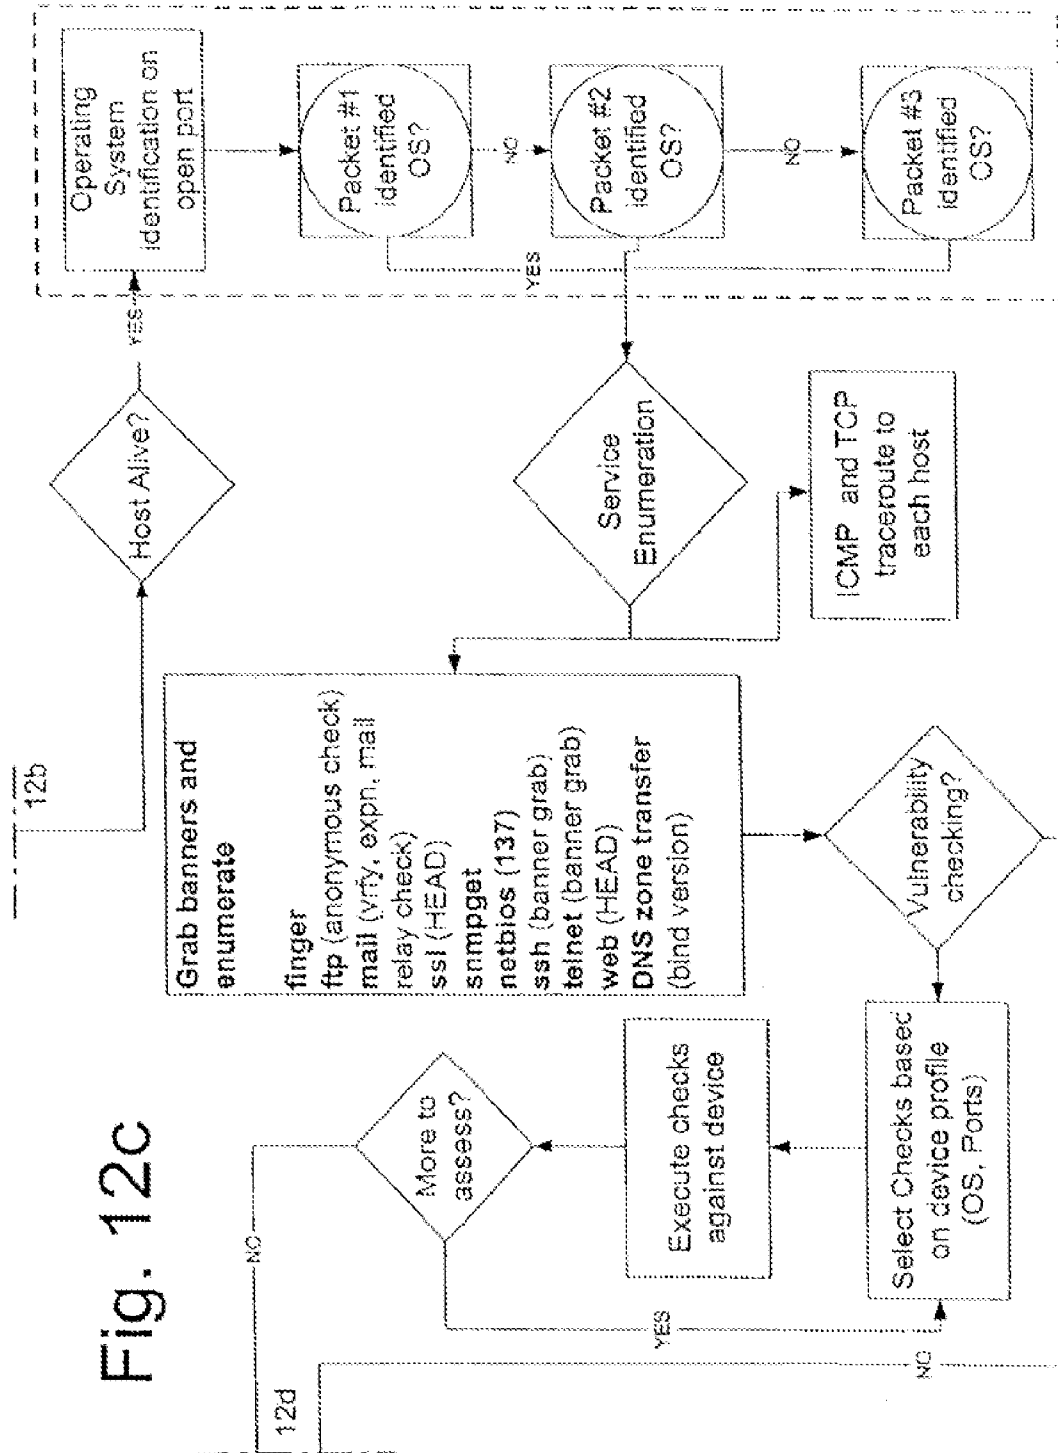 Fig. 12c
12b
Host Alive?
YES
Operating
System
identification on
open port
Packet #1
identified
OS?
NO
Packet #2
identified
OS?
NO
Packet #3
identified
OS?
YES
Service
Enumeration
ICMP and TCP
traceroute to
each host
Grab banners and
enumerate
finger
ftp (anonymous check)
mail (vrfy, expn, mail
relay check)
ssl (HEAD)
snmpget
netbios (137)
ssh (banner grab)
telnet (banner grab)
web (HEAD)
DNS zone transfer
(bind version)
Vulnerability
checking?
Select Checks based
on device profile
(OS, Ports)
Execute checks
against device
More to
assess?
YES
NO
NO
12d